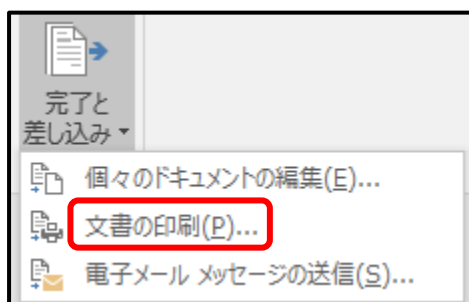 完了と
差し込み
個々のドキュメントの編集(E)...
文書の印刷(P)...
電子メール メッセージの送信(S)...